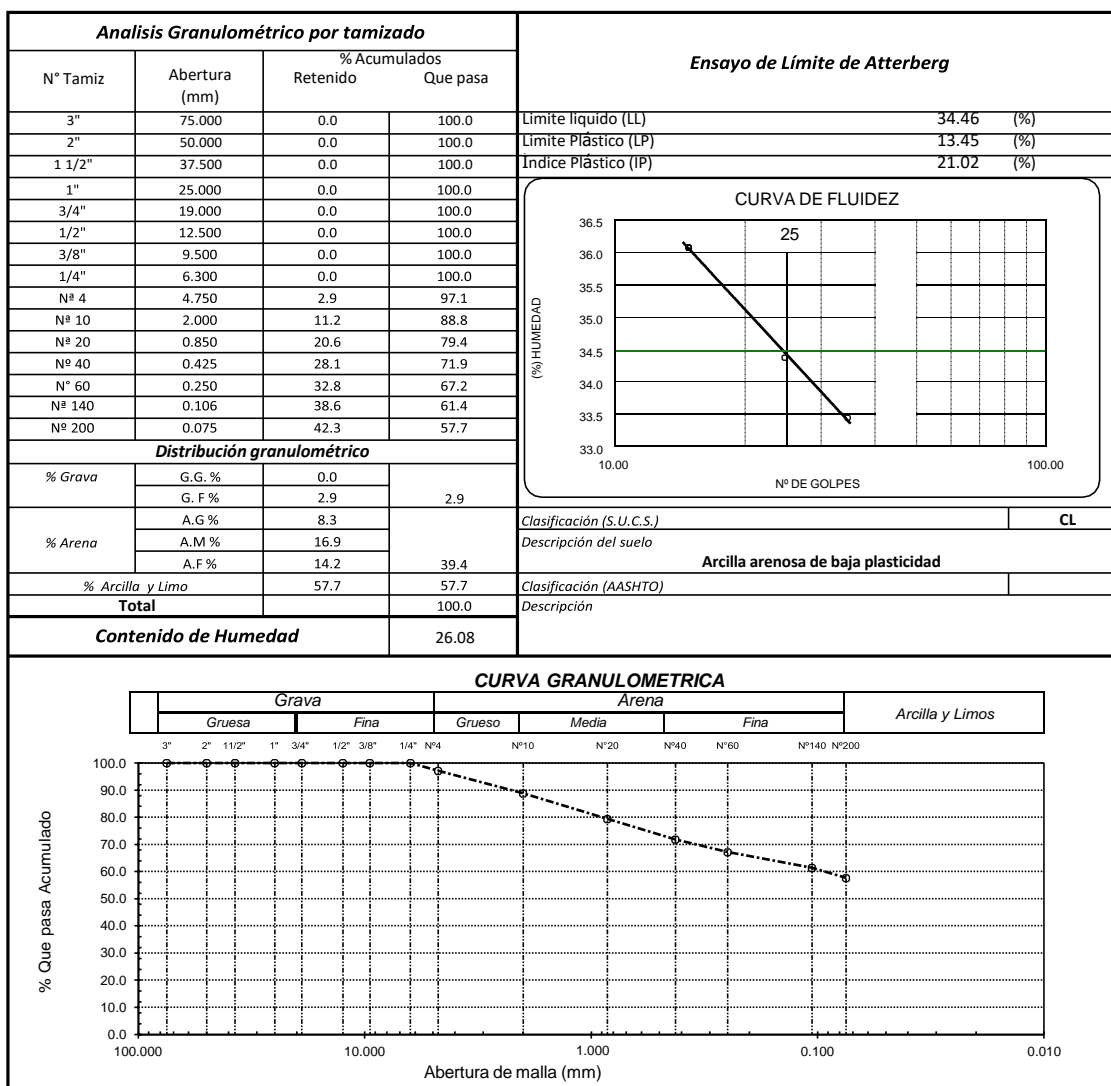 Analisis Granulométrico por tamizado
N° Tamiz Abertura (mm) % Acumulados Retenido Que pasa
3" 75.000 0.0 100.0
2" 50.000 0.0 100.0
1 1/2" 37.500 0.0 100.0
1" 25.000 0.0 100.0
3/4" 19.000 0.0 100.0
1/2" 12.500 0.0 100.0
3/8" 9.500 0.0 100.0
1/4" 6.300 0.0 100.0
Nª 4 4.750 2.9 97.1
Nª 10 2.000 11.2 88.8
Nª 20 0.850 20.6 79.4
Nº 40 0.425 28.1 71.9
N° 60 0.250 32.8 67.2
Nª 140 0.106 38.6 61.4
Nº 200 0.075 42.3 57.7
Distribución granulométrico
% Grava G.G. % 0.0
G. F % 2.9 2.9
A.G % 8.3
% Arena A.M % 16.9
A.F % 14.2 39.4
% Arcilla y Limo 57.7 57.7
Total 100.0
Contenido de Humedad 26.08
Ensayo de Límite de Atterberg
Limite liquido (LL) 34.46 (%)
Limite Plástico (LP) 13.45 (%)
Índice Plástico (IP) 21.02 (%)
CURVA DE FLUIDEZ
25
(%) HUMEDAD
36.5
36.0
35.5
35.0
34.5
34.0
33.5
33.0
10.00 100.00
Nº DE GOLPES
Clasificación (S.U.C.S.) CL
Descripción del suelo
Arcilla arenosa de baja plasticidad
Clasificación (AASHTO)
Descripción
CURVA GRANULOMETRICA
Grava Arena Arcilla y Limos
Gruesa Fina Grueso Media Fina
3" 2" 11/2" 1" 3/4" 1/2" 3/8" 1/4" Nº4 Nº10 N°20 Nº40 N°60 Nº140 Nº200
% Que pasa Acumulado
100.0
90.0
80.0
70.0
60.0
50.0
40.0
30.0
20.0
10.0
0.0
100.000 10.000 1.000 0.100 0.010
Abertura de malla (mm)